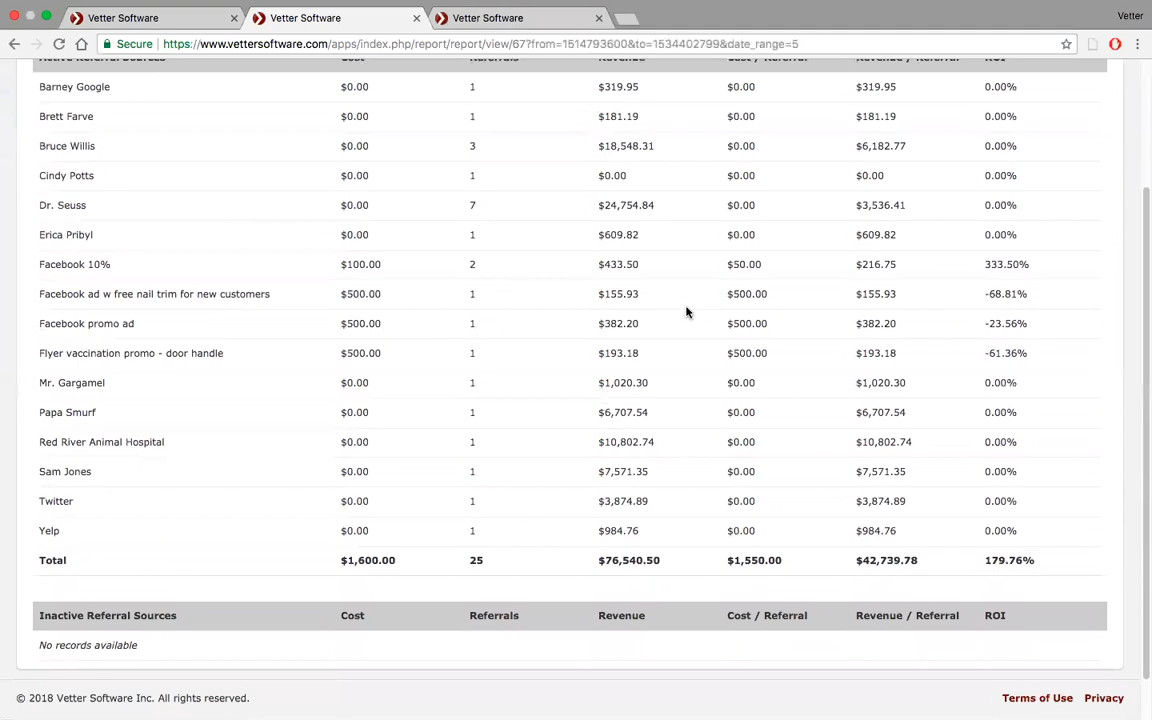 Vetter Software Vetter Software Vetter Software Vetter
Secure https://www.vettersoftware.com/apps/index.php/report/report/view/67?from=1514793600&to=1534402799&date_range=5
Active Referral Sources Cost Referrals Revenue Cost / Referral Revenue / Referral ROI
Barney Google $0.00 1 $319.95 $0.00 $319.95 0.00%
Brett Farve $0.00 1 $181.19 $0.00 $181.19 0.00%
Bruce Willis $0.00 3 $18,548.31 $0.00 $6,182.77 0.00%
Cindy Potts $0.00 1 $0.00 $0.00 $0.00 0.00%
Dr. Seuss $0.00 7 $24,754.84 $0.00 $3,536.41 0.00%
Erica Pribyl $0.00 1 $609.82 $0.00 $609.82 0.00%
Facebook 10% $100.00 2 $433.50 $50.00 $216.75 333.50%
Facebook ad w free nail trim for new customers $500.00 1 $155.93 $500.00 $155.93 -68.81%
Facebook promo ad $500.00 1 $382.20 $500.00 $382.20 -23.56%
Flyer vaccination promo - door handle $500.00 1 $193.18 $500.00 $193.18 -61.36%
Mr. Gargamel $0.00 1 $1,020.30 $0.00 $1,020.30 0.00%
Papa Smurf $0.00 1 $6,707.54 $0.00 $6,707.54 0.00%
Red River Animal Hospital $0.00 1 $10,802.74 $0.00 $10,802.74 0.00%
Sam Jones $0.00 1 $7,571.35 $0.00 $7,571.35 0.00%
Twitter $0.00 1 $3,874.89 $0.00 $3,874.89 0.00%
Yelp $0.00 1 $984.76 $0.00 $984.76 0.00%
Total $1,600.00 25 $76,540.50 $1,550.00 $42,739.78 179.76%
Inactive Referral Sources Cost Referrals Revenue Cost / Referral Revenue / Referral ROI
No records available
© 2018 Vetter Software Inc. All rights reserved. Terms of Use Privacy